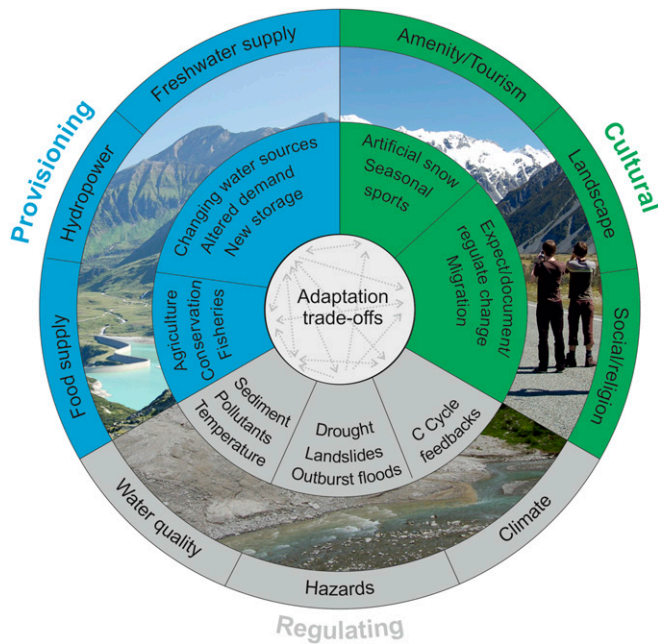 Provisioning
Freshwater supply
Hydropower
Food supply
Changing water sources
Altered demand
New storage
Agriculture
Conservation
Fisheries
Cultural
Amenity/Tourism
Landscape
Social/religion
Artificial snow
Seasonal
sports
Expect/document/
regulate change
Migration
Adaptation
trade-offs
Sediment
Pollutants
Temperature
Drought
Landslides
Outburst floods
C Cycle
feedbacks
Water quality
Hazards
Climate
Regulating